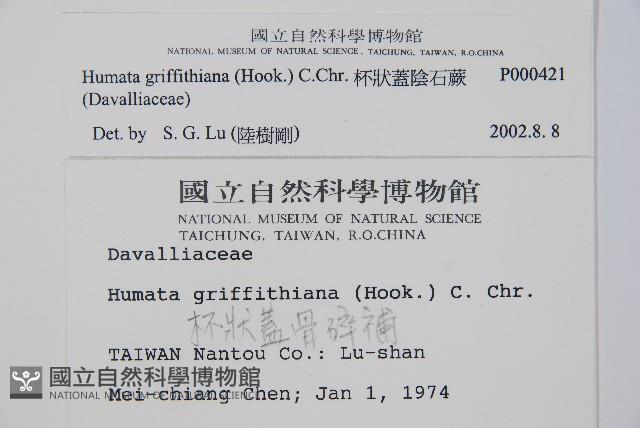 國立自然科學博物館
NATIONAL MUSEUM OF NATURAL SCIENCE, TAICHUNG, TAIWAN, R.O.CHINA
Humata griffithiana (Hook.) C.Chr. 杯狀蓋陰石蕨 P000421
(Davalliaceae)
Det. by S. G. Lu (陸樹剛) 2002.8. 8
國立自然科學博物館
NATIONAL MUSEUM OF NATURAL SCIENCE
TAICHUNG, TAIWAN, R.O.CHINA
Davalliaceae
Humata griffithiana (Hook.) C. Chr.
杯狀蓋骨碎補
TAIWAN Nantou Co.: Lu-shan
國立自然科學博物館
NATIONAL MUSEUM OF NATURAL SCIENCE
Mei-chiang Chen; Jan 1, 1974